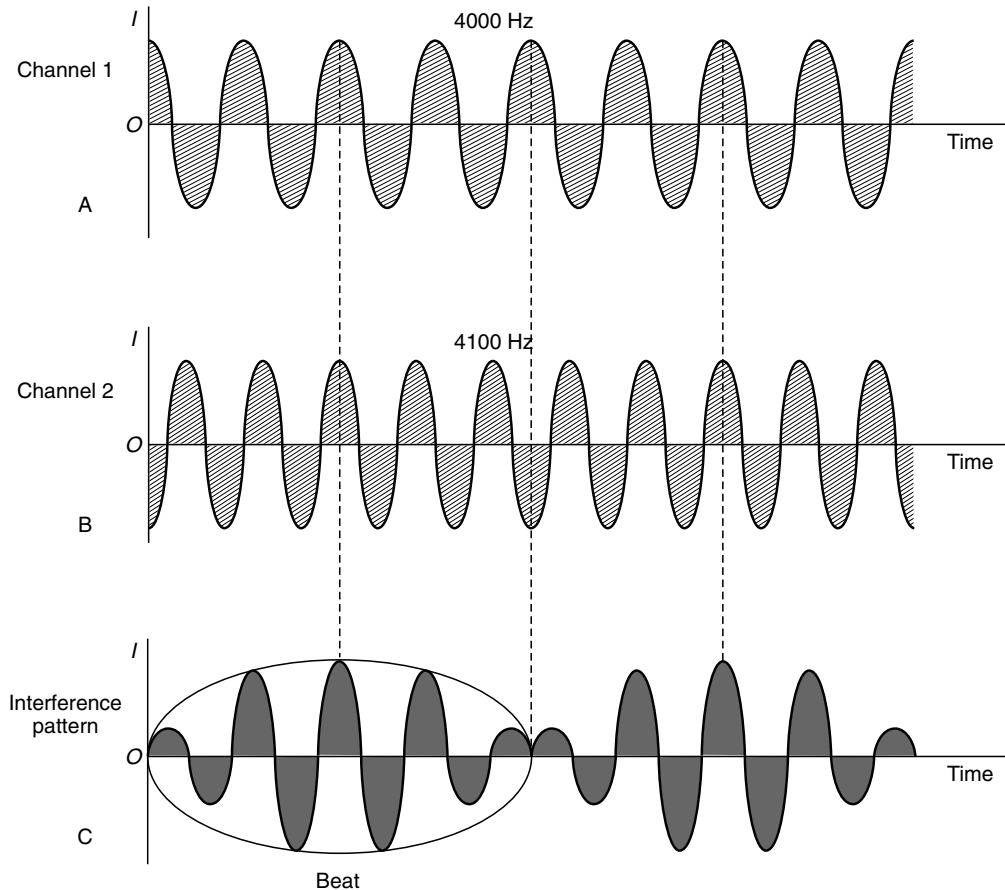 I
4000 Hz
Channel 1
O
Time
A
I
4100 Hz
Channel 2
O
Time
B
I
Interference
pattern
O
Time
C
Beat